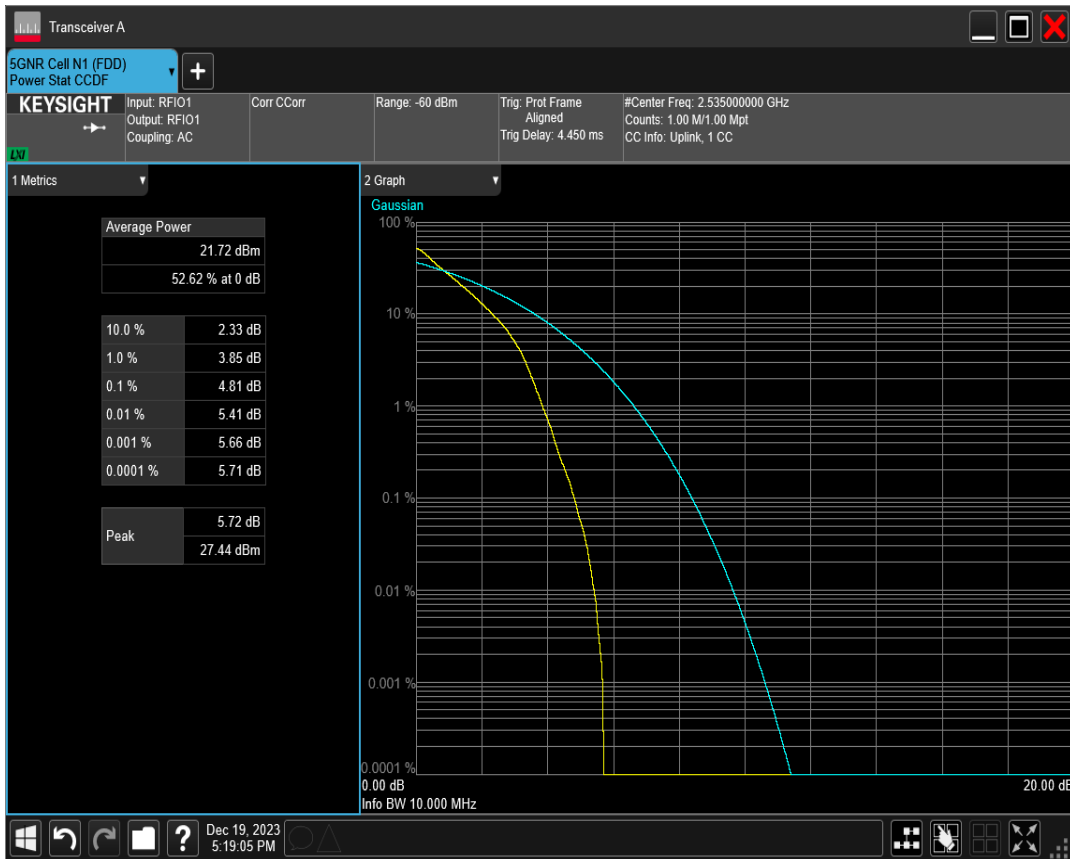 Transceiver A
5GNR Cell N1 (FDD)
Power Stat CCDF
+
KEYSIGHT
LXI
Input: RFIO1
Output: RFIO1
Coupling: AC
Corr CCorr
Range: -60 dBm
Trig: Prot Frame
Aligned
Trig Delay: 4.450 ms
#Center Freq: 2.535000000 GHz
Counts: 1.00 M/1.00 Mpt
CC Info: Uplink, 1 CC
1 Metrics
Average Power
21.72 dBm
52.62 % at 0 dB
10.0 % 2.33 dB
1.0 % 3.85 dB
0.1 % 4.81 dB
0.01 % 5.41 dB
0.001 % 5.66 dB
0.0001 % 5.71 dB
Peak
5.72 dB
27.44 dBm
2 Graph
Gaussian
100 %
10 %
1 %
0.1 %
0.01 %
0.001 %
0.0001 %
0.00 dB 20.00 dB
Info BW 10.000 MHz
?
Dec 19, 2023
5:19:05 PM